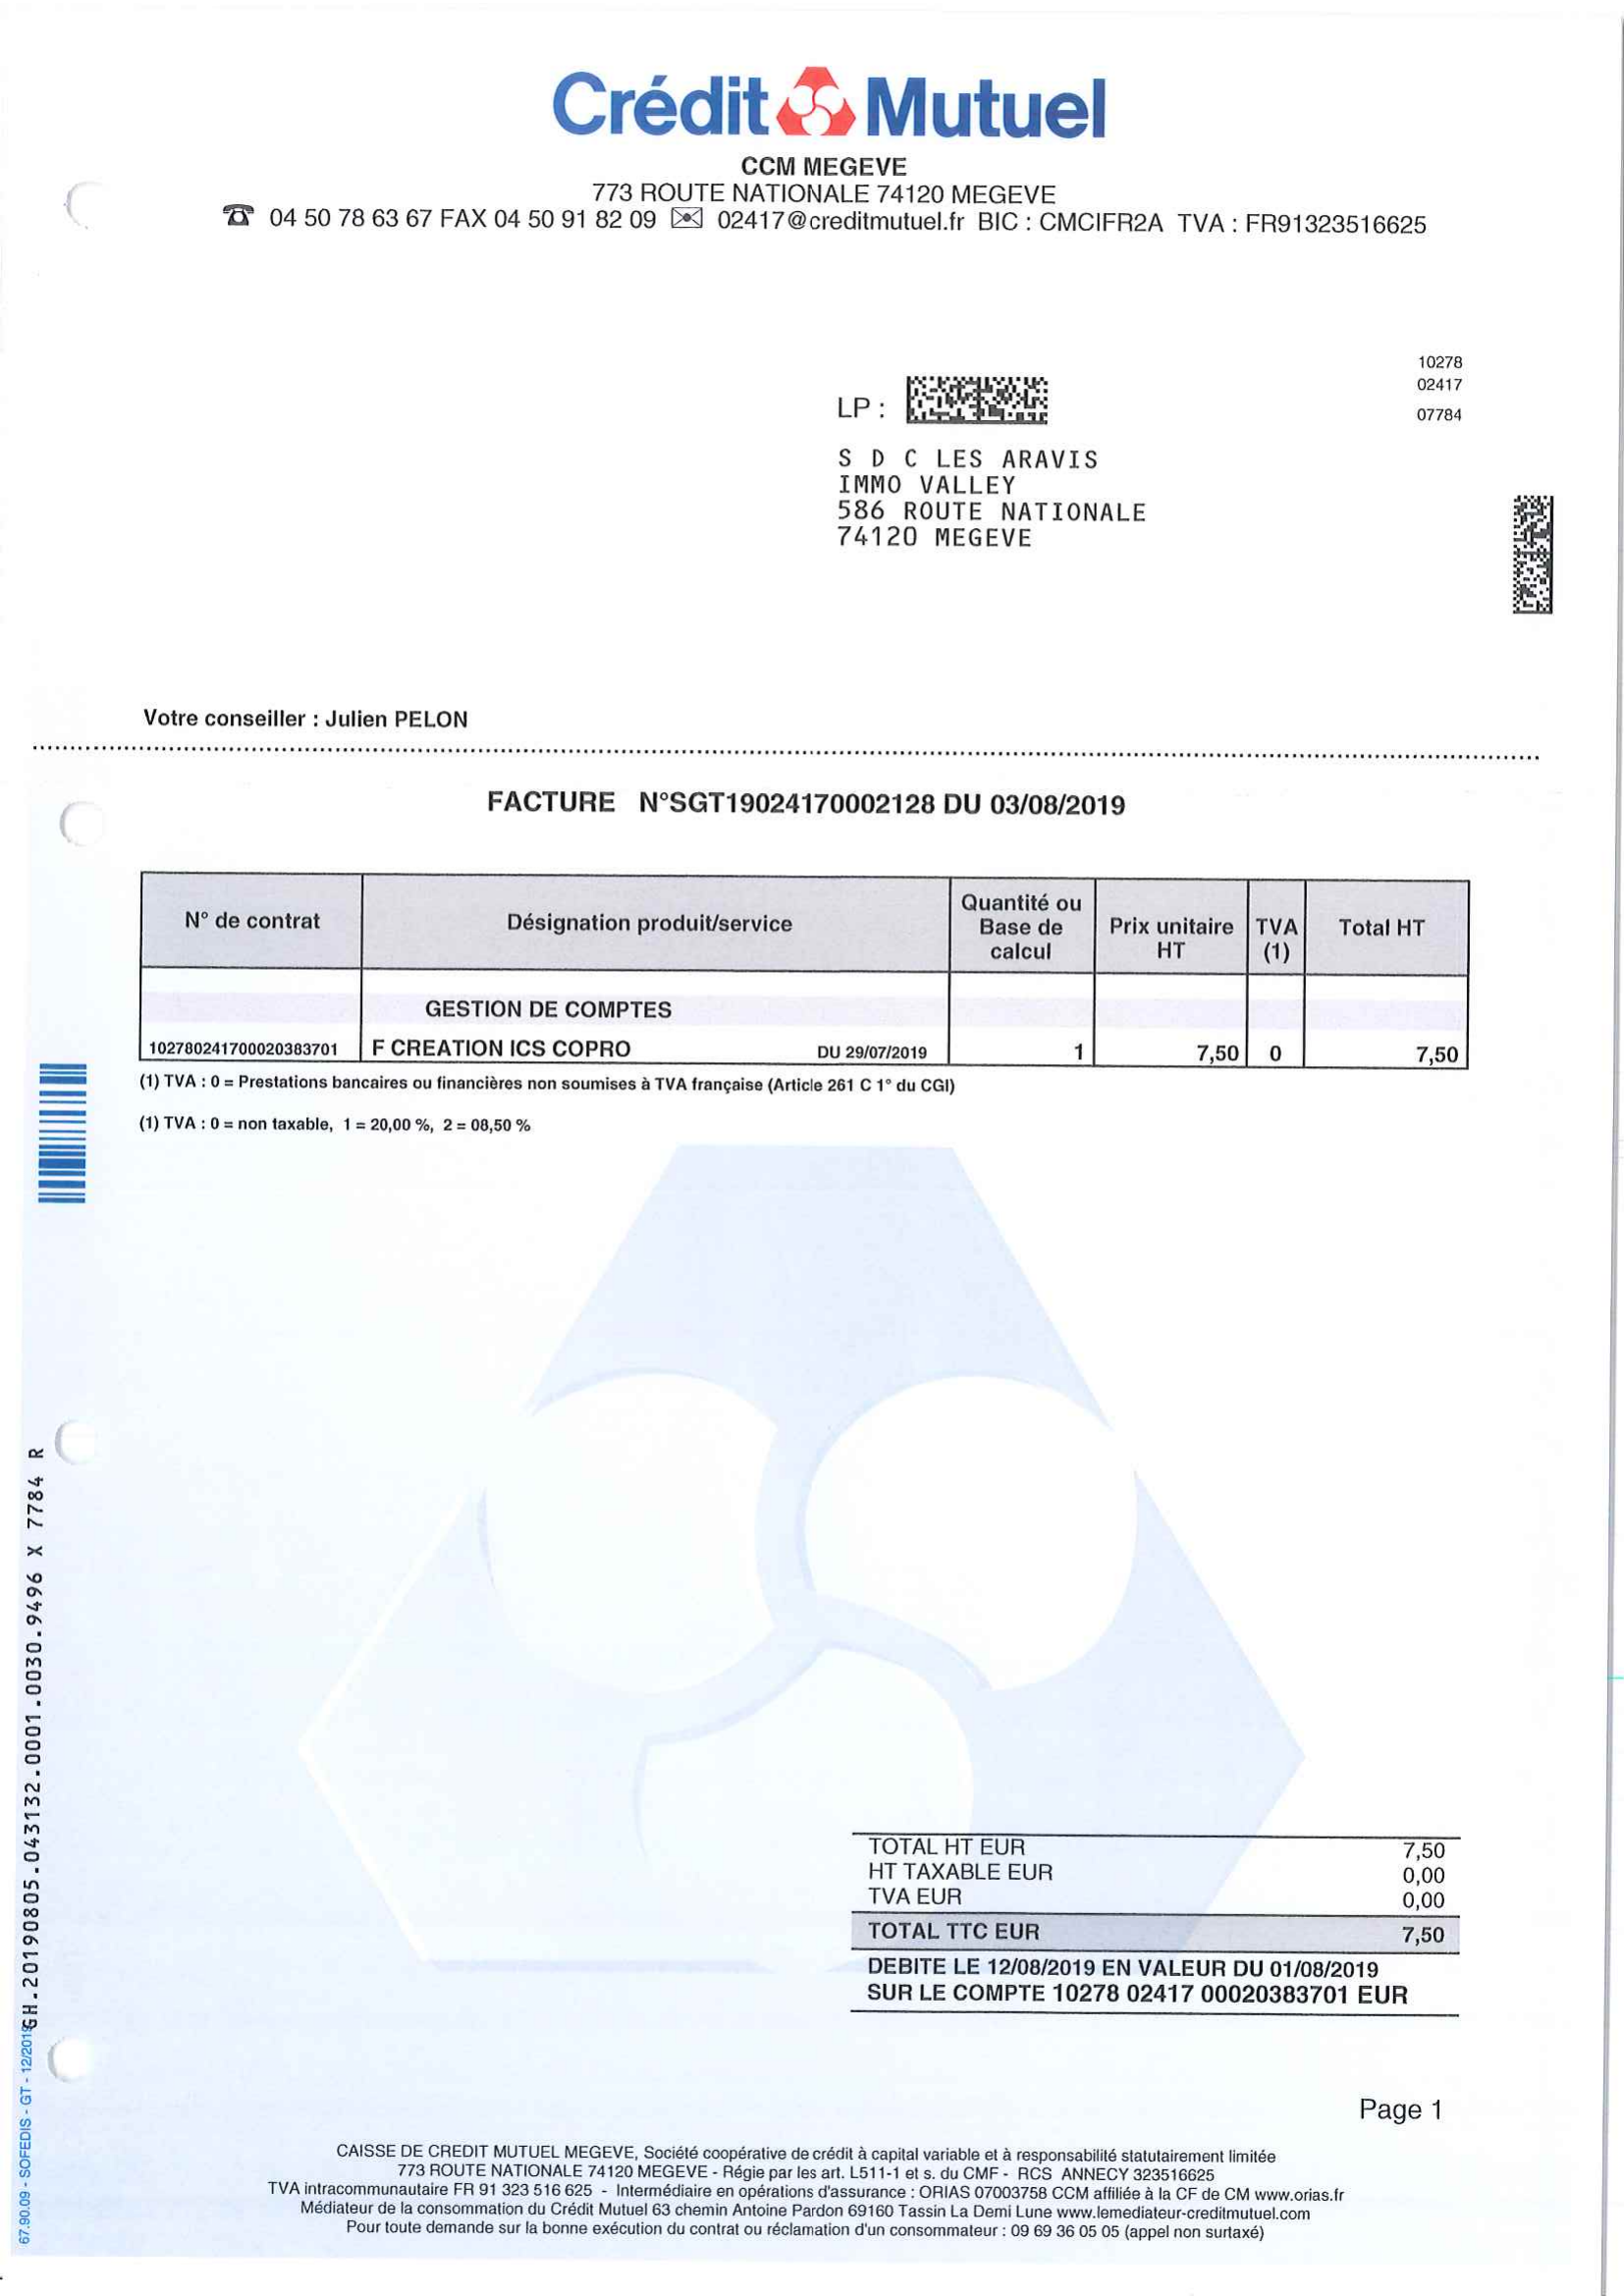 Crédit Mutuel
CCM MEGEVE
773 ROUTE NATIONALE 74120 MEGEVE
04 50 78 63 67 FAX 04 50 91 82 09 02417@creditmutuel.fr BIC : CMCIFR2A TVA : FR91323516625
10278
02417
07784
LP :
S D C LES ARAVIS
IMMO VALLEY
586 ROUTE NATIONALE
74120 MEGEVE
Votre conseiller : Julien PELON
FACTURE N°SGT19024170002128 DU 03/08/2019
N° de contrat Désignation produit/service Quantité ou Base de calcul Prix unitaire HT TVA (1) Total HT
GESTION DE COMPTES
102780241700020383701 F CREATION ICS COPRO DU 29/07/2019 1 7,50 0 7,50
(1) TVA : 0 = Prestations bancaires ou financières non soumises à TVA française (Article 261 C 1° du CGI)
(1) TVA : 0 = non taxable, 1 = 20,00 %, 2 = 08,50 %
TOTAL HT EUR 7,50
HT TAXABLE EUR 0,00
TVA EUR 0,00
TOTAL TTC EUR 7,50
DEBITE LE 12/08/2019 EN VALEUR DU 01/08/2019
SUR LE COMPTE 10278 02417 00020383701 EUR
GH.20190805.043132.0001.0030.9496 X 7784 R
67.90.09 - SOFEDIS - GT - 12/2019
Page 1
CAISSE DE CREDIT MUTUEL MEGEVE, Société coopérative de crédit à capital variable et à responsabilité statutairement limitée
773 ROUTE NATIONALE 74120 MEGEVE - Régie par les art. L511-1 et s. du CMF - RCS ANNECY 323516625
TVA intracommunautaire FR 91 323 516 625 - Intermédiaire en opérations d'assurance : ORIAS 07003758 CCM affiliée à la CF de CM www.orias.fr
Médiateur de la consommation du Crédit Mutuel 63 chemin Antoine Pardon 69160 Tassin La Demi Lune www.lemediateur-creditmutuel.com
Pour toute demande sur la bonne exécution du contrat ou réclamation d'un consommateur : 09 69 36 05 05 (appel non surtaxé)